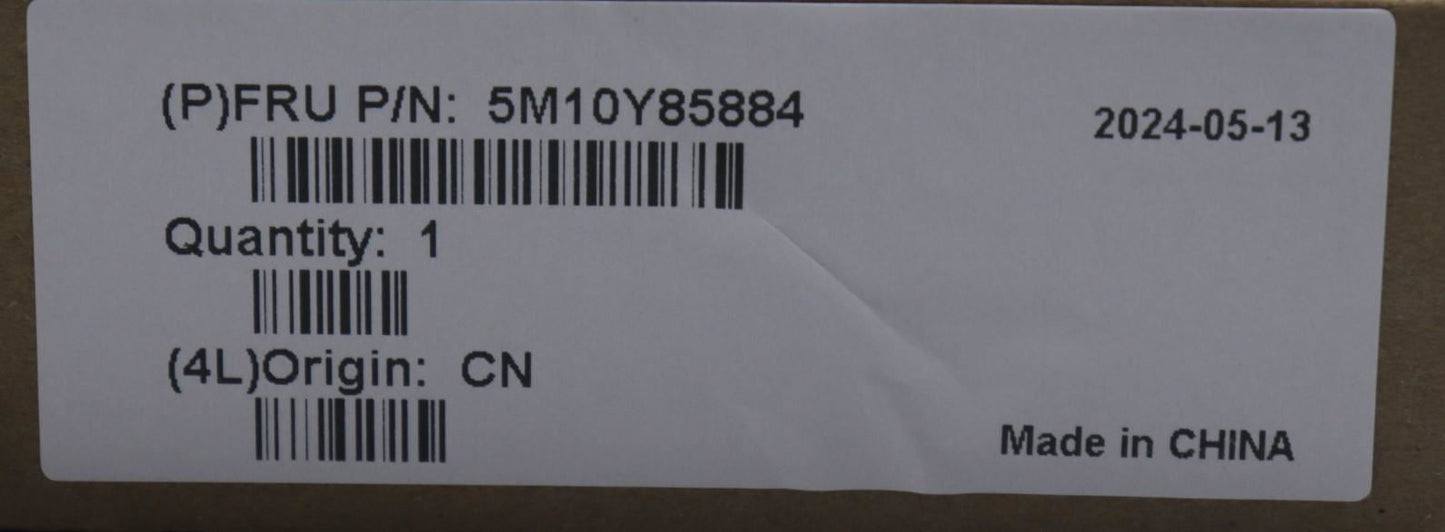 (P)FRU P/N: 5M10Y85884
2024-05-13
Quantity: 1
(4L)Origin: CN
Made in CHINA